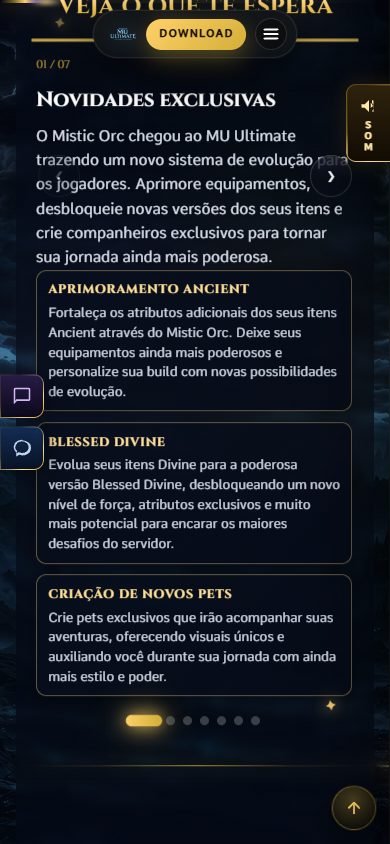 VEJA O QUE TE ESPERA
MU
ULTIMATE
DOWNLOAD
01 / 07
NOVIDADES EXCLUSIVAS
SOM
O Mistic Orc chegou ao MU Ultimate
trazendo um novo sistema de evolução para
os jogadores. Aprimore equipamentos,
desbloqueie novas versões dos seus itens e
crie companheiros exclusivos para tornar
sua jornada ainda mais poderosa.
APRIMORAMENTO ANCIENT
Fortaleça os atributos adicionais dos seus itens
Ancient através do Mistic Orc. Deixe seus
equipamentos ainda mais poderosos e
personalize sua build com novas possibilidades
de evolução.
BLESSED DIVINE
Evolua seus itens Divine para a poderosa
versão Blessed Divine, desbloqueando um novo
nível de força, atributos exclusivos e muito
mais potencial para encarar os maiores
desafios do servidor.
CRIAÇÃO DE NOVOS PETS
Crie pets exclusivos que irão acompanhar suas
aventuras, oferecendo visuais únicos e
auxiliando você durante sua jornada com ainda
mais estilo e poder.